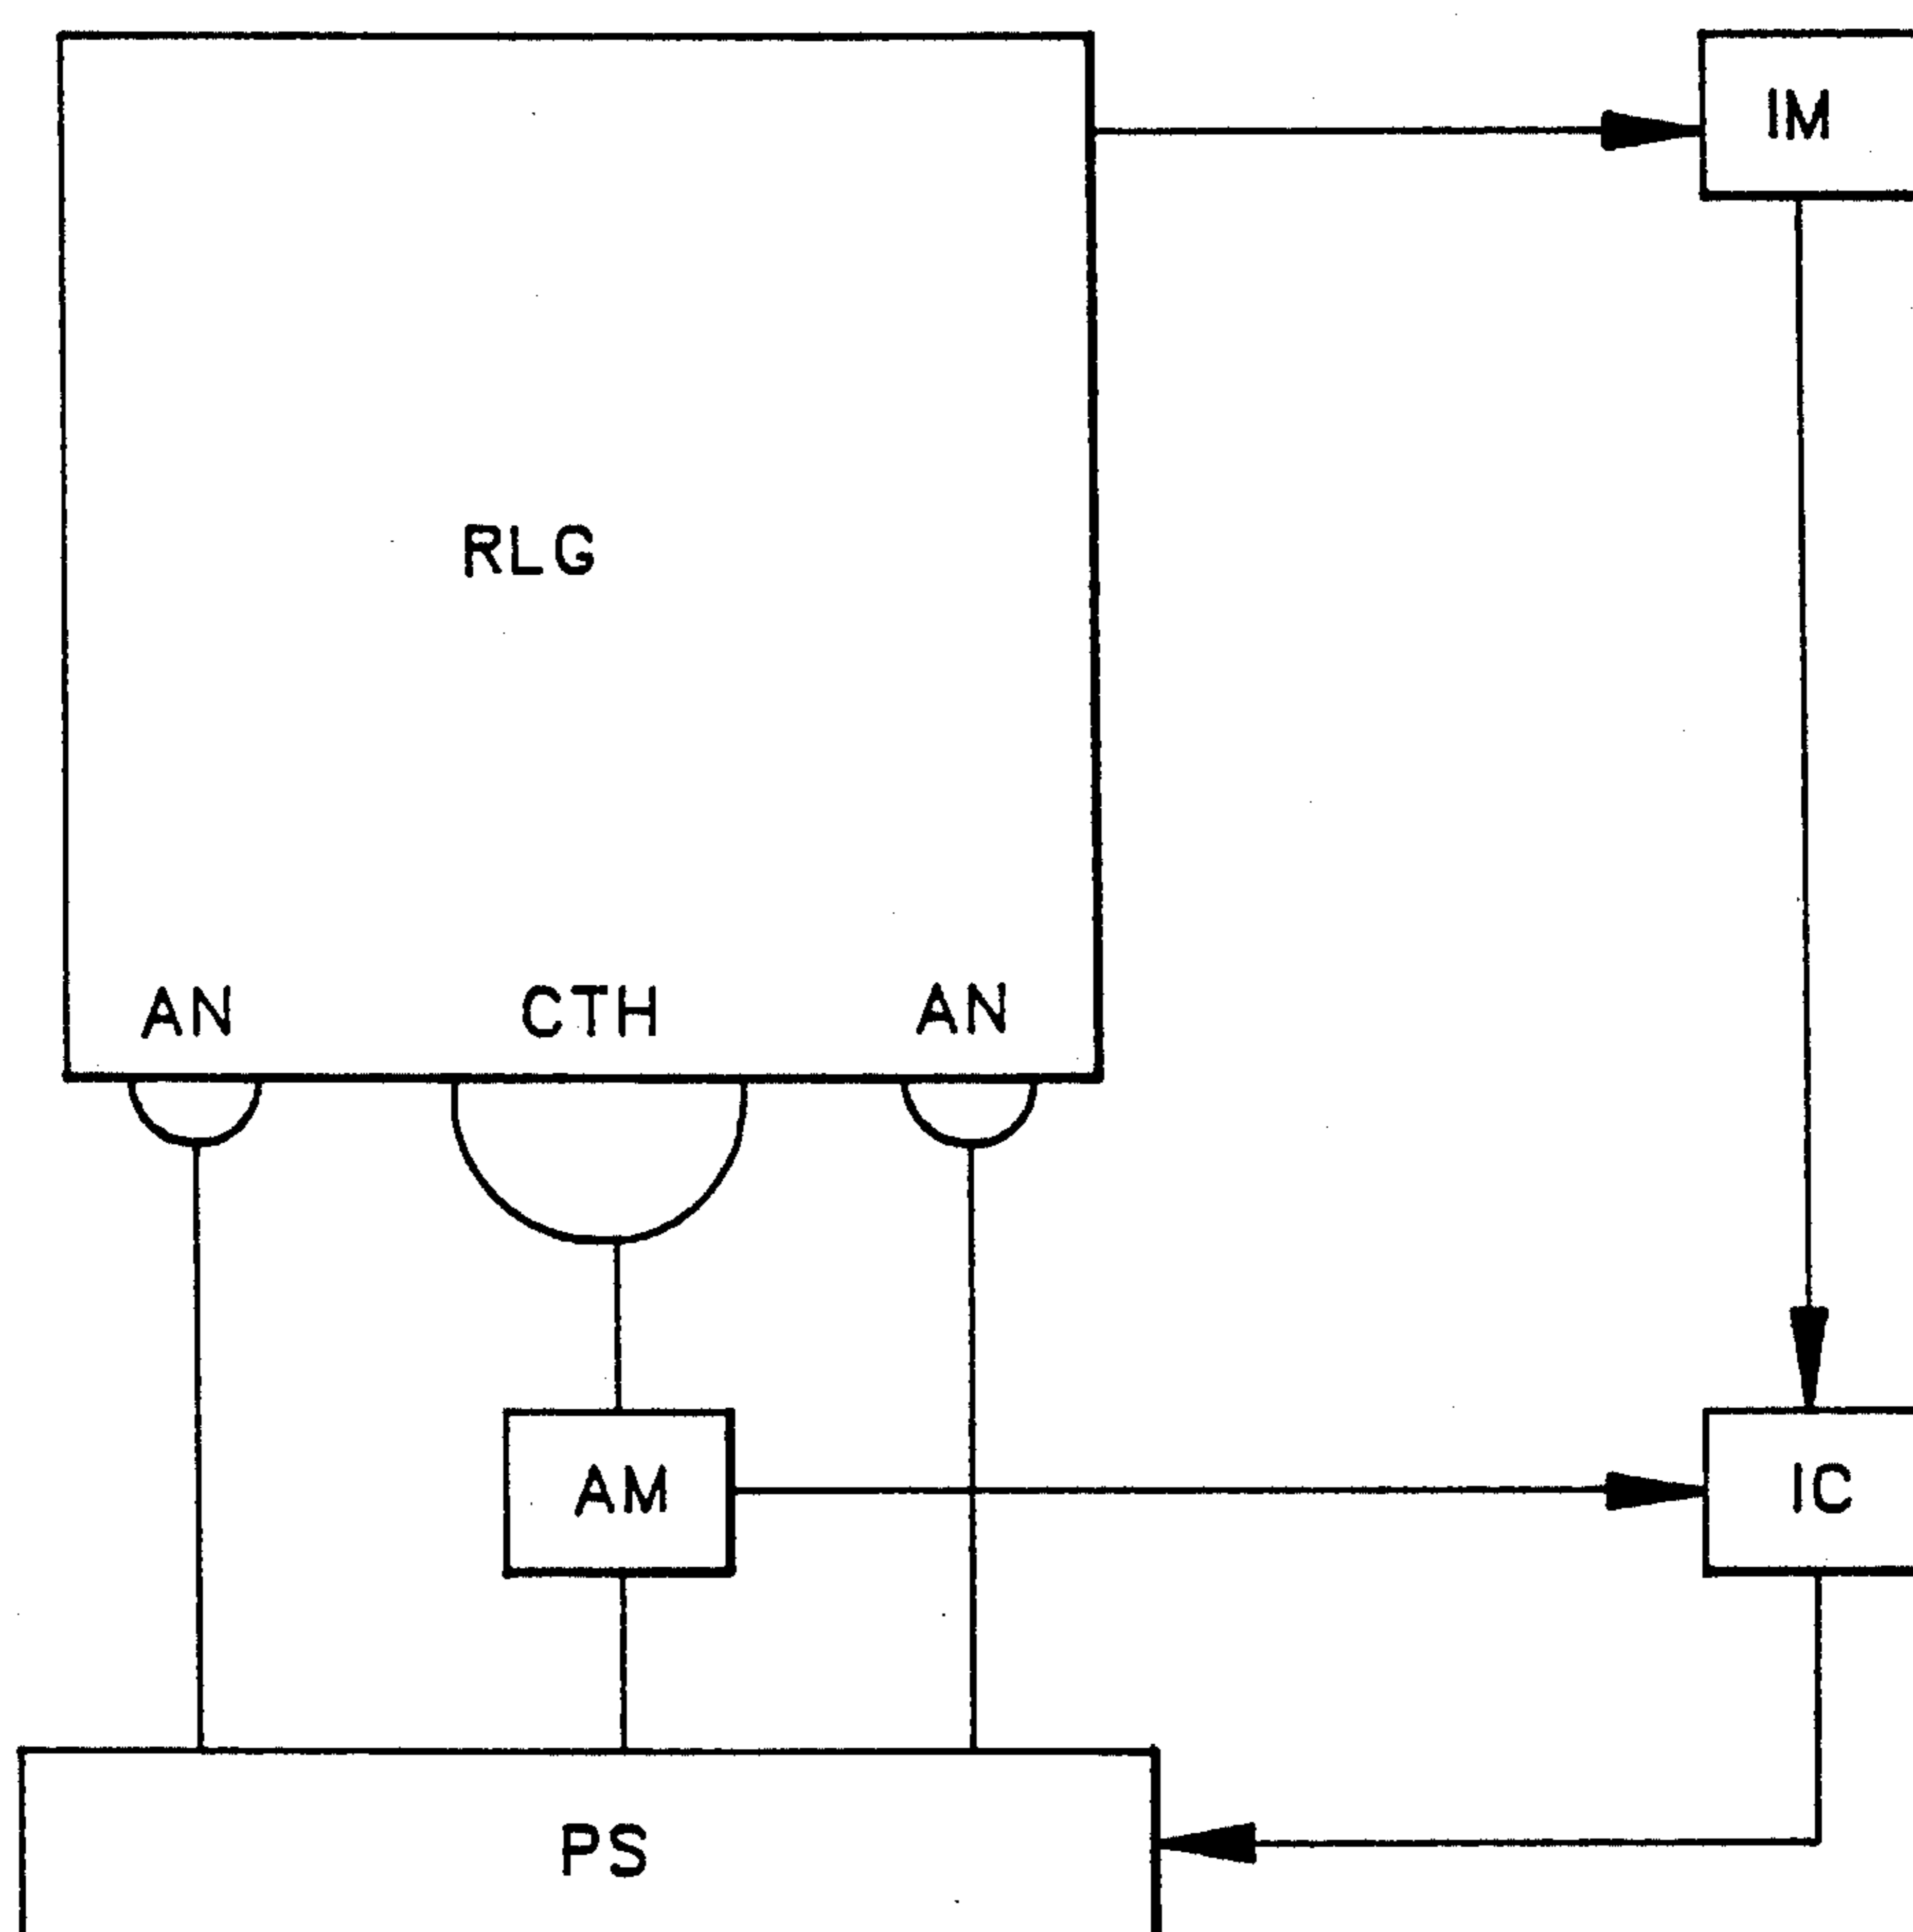 IM
RLG
AN CTH AN
AM IC
PS